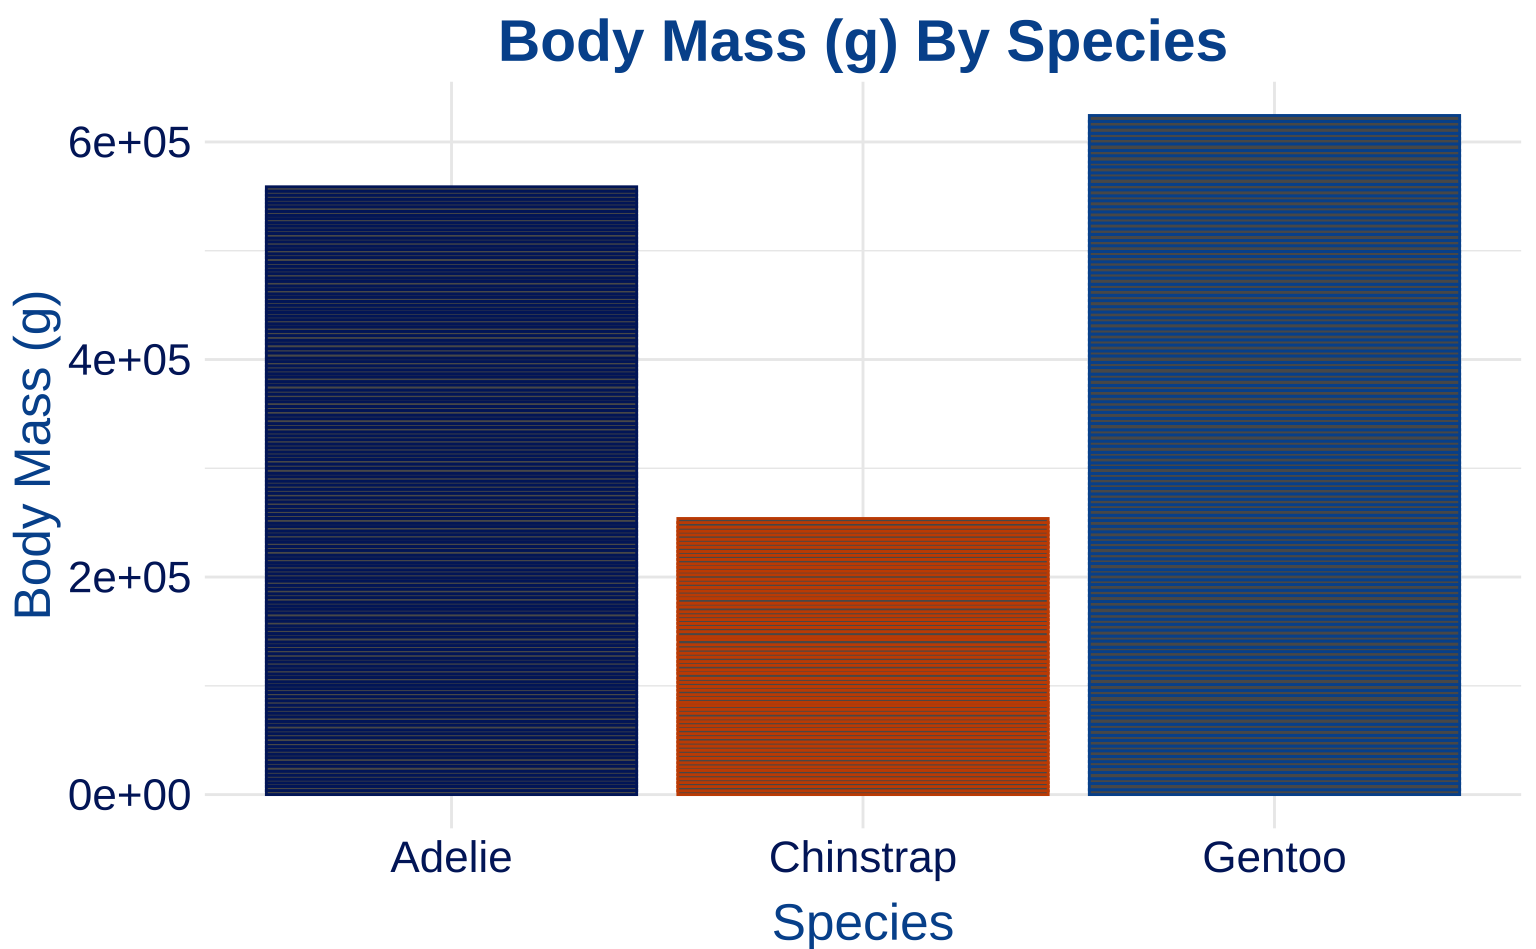 Body Mass (g) By Species
Body Mass (g)
6e+05
4e+05
2e+05
0e+00
Adelie
Chinstrap
Gentoo
Species